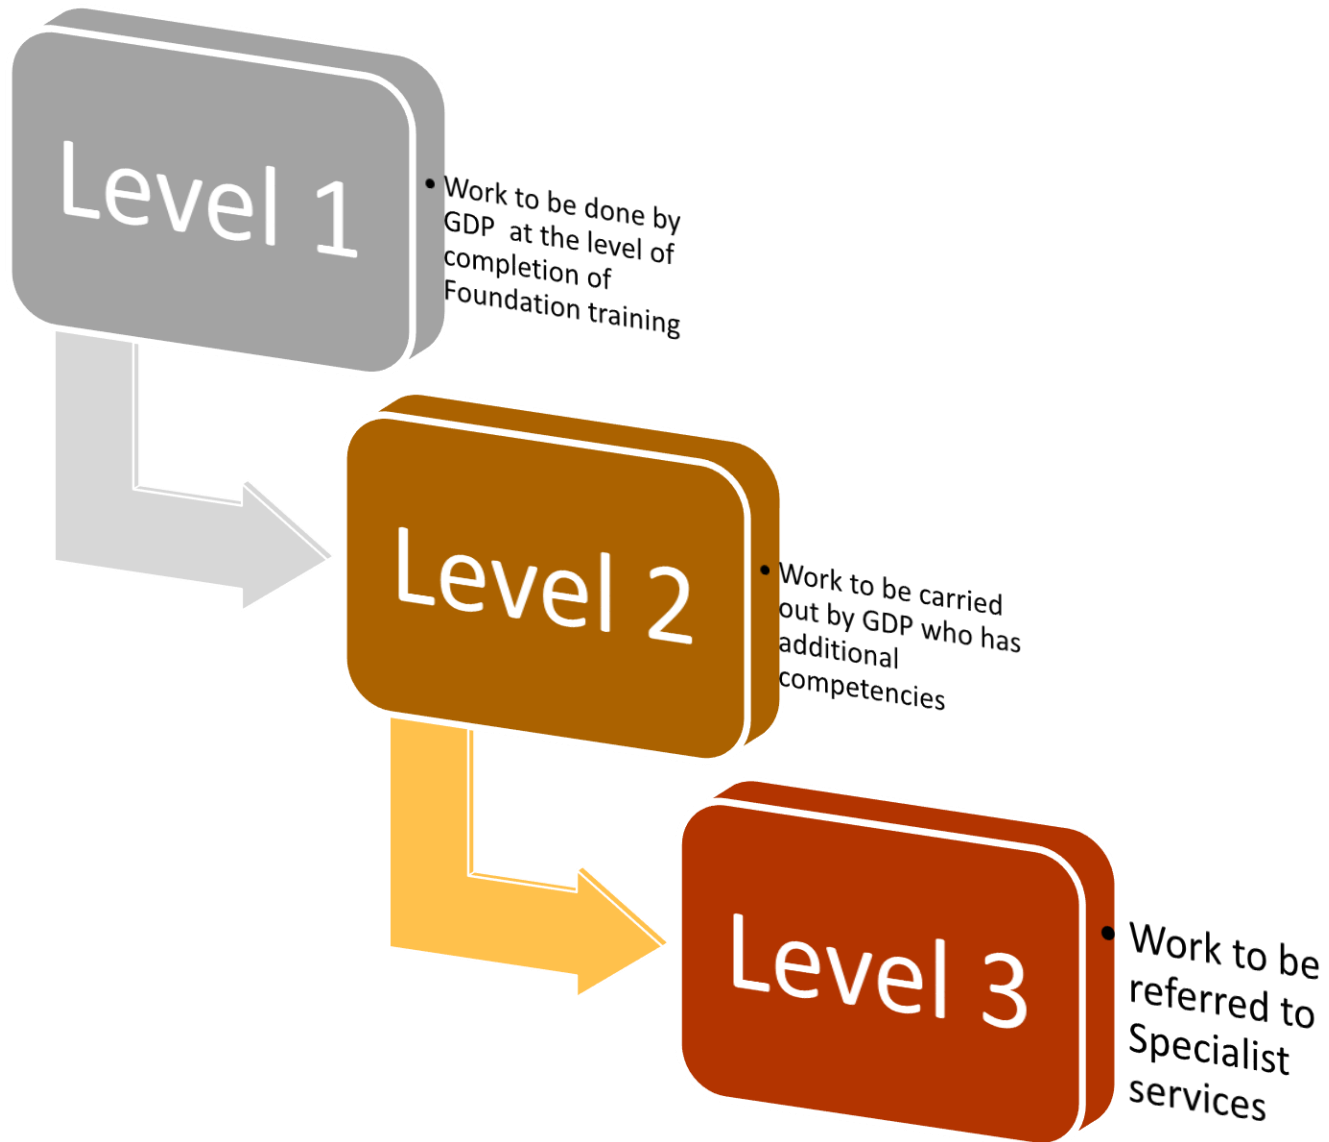 Level 1
• Work to be done by
GDP  at the level of
completion of
Foundation training
Level 2
• Work to be carried
out by GDP who has
additional
competencies
Level 3
• Work to be
referred to
Specialist
services